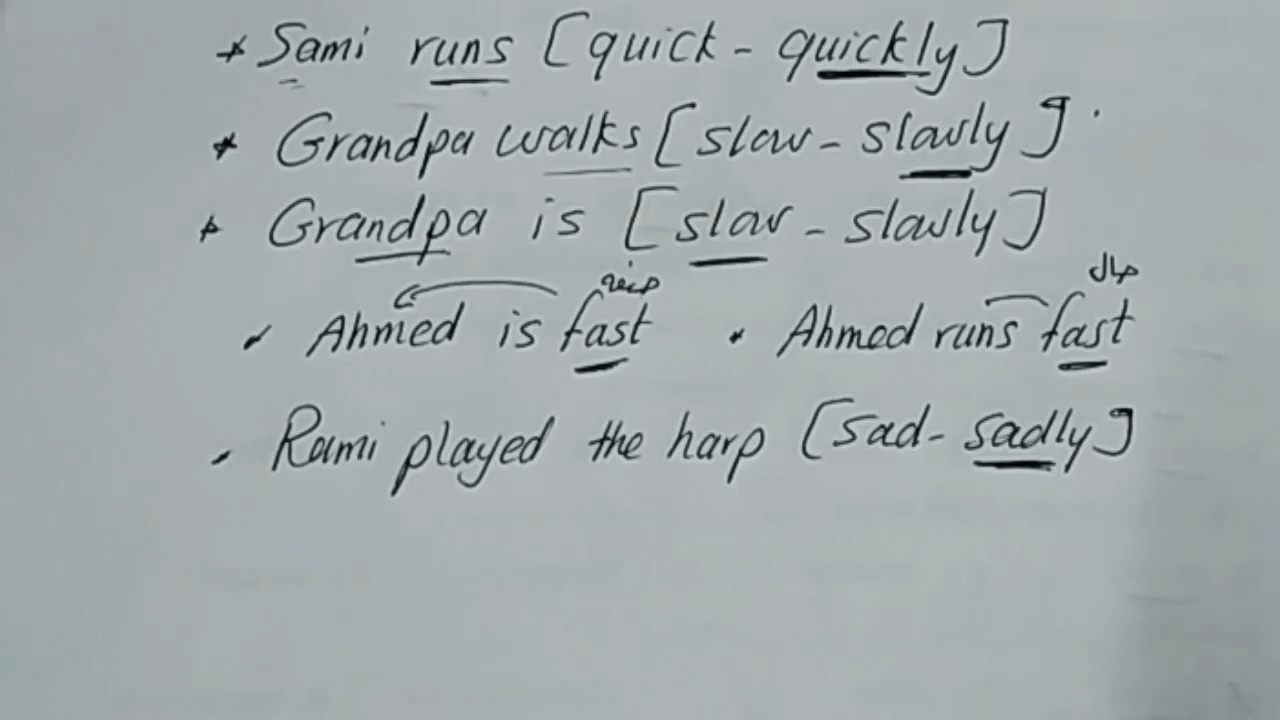 * Sami runs [quick - quickly]
* Grandpa walks [slow - slowly].
* Grandpa is [slow - slowly]
صفة حال
Ahmed is fast • Ahmed runs fast
Rami played the harp [sad - sadly]